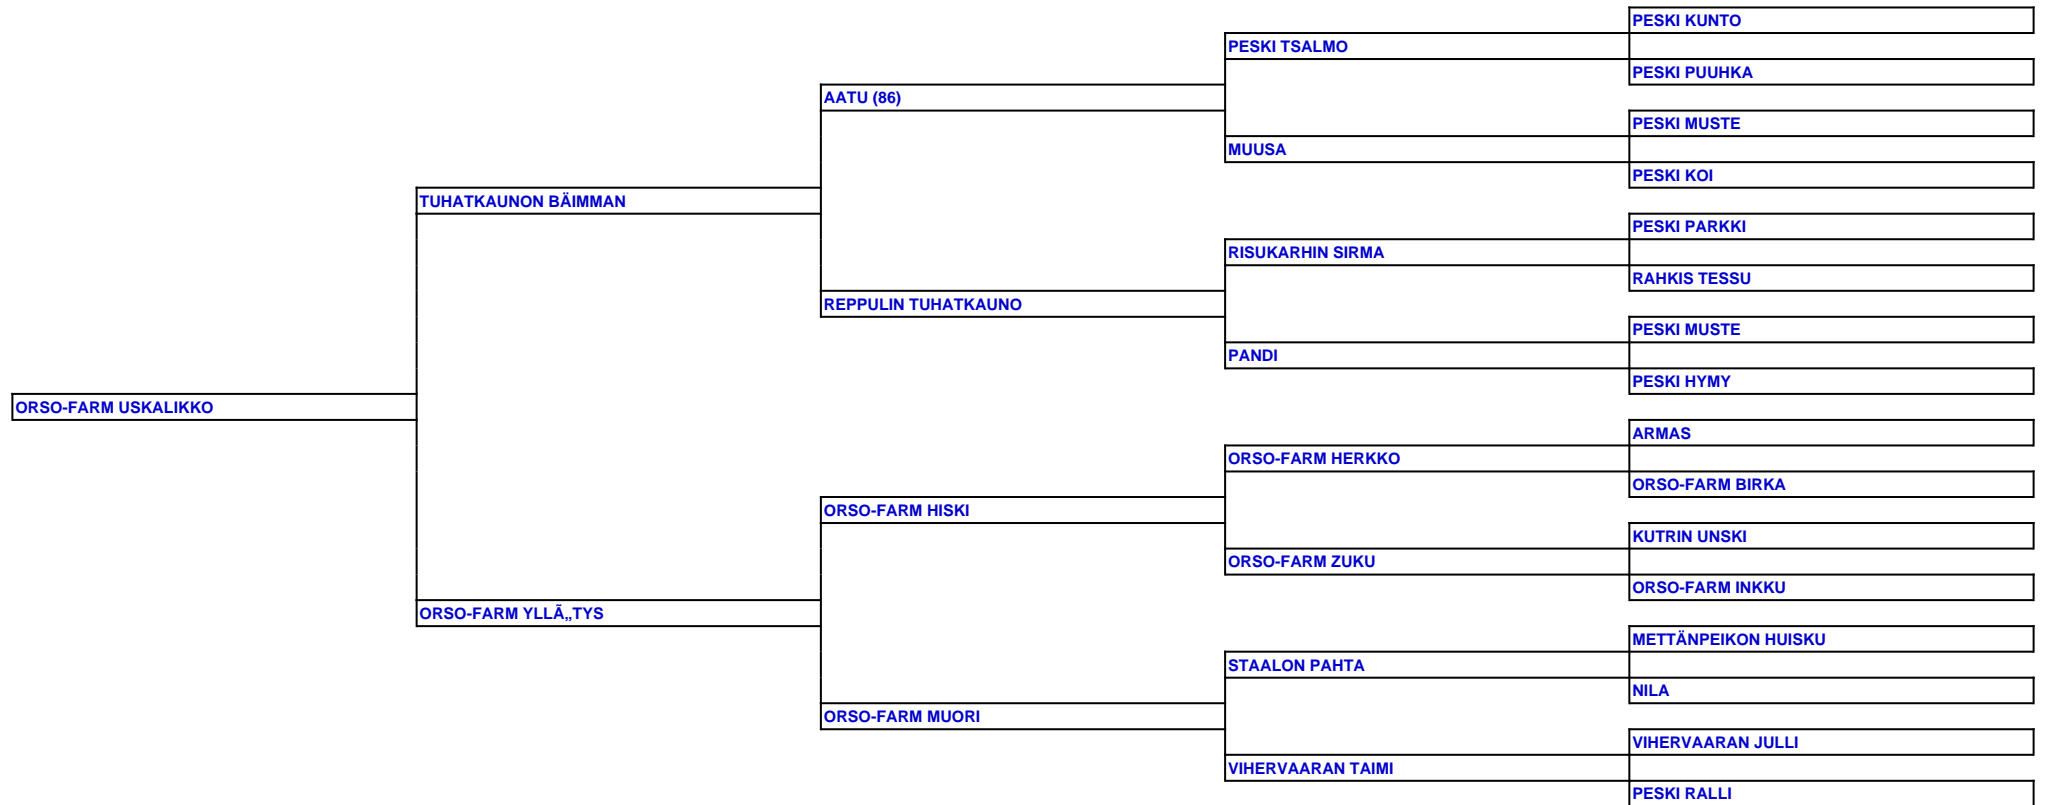 PESKI KUNTO
PESKI TSALMO
PESKI PUUHKA
AATU (86)
PESKI MUSTE
MUUSA
PESKI KOI
TUHATKAUNON BÄIMMAN
PESKI PARKKI
RISUKARHIN SIRMA
RAHKIS TESSU
REPPULIN TUHATKAUNO
PESKI MUSTE
PANDI
PESKI HYMY
ORSO-FARM USKALIKKO
ARMAS
ORSO-FARM HERKKO
ORSO-FARM BIRKA
ORSO-FARM HISKI
KUTRIN UNSKI
ORSO-FARM ZUKU
ORSO-FARM INKKU
ORSO-FARM YLLÃ„TYS
METTÄNPEIKON HUISKU
STAALON PAHTA
NILA
ORSO-FARM MUORI
VIHERVAARAN JULLI
VIHERVAARAN TAIMI
PESKI RALLI